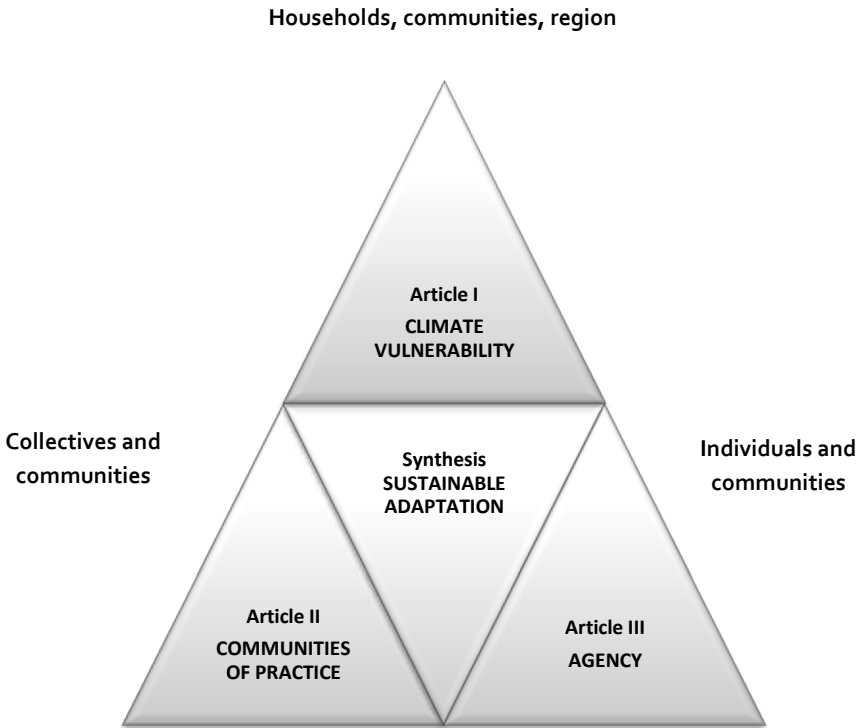 Households, communities, region
Article I
CLIMATE
VULNERABILITY
Collectives and
communities
Synthesis
SUSTAINABLE
ADAPTATION
Individuals and
communities
Article II
COMMUNITIES
OF PRACTICE
Article III
AGENCY